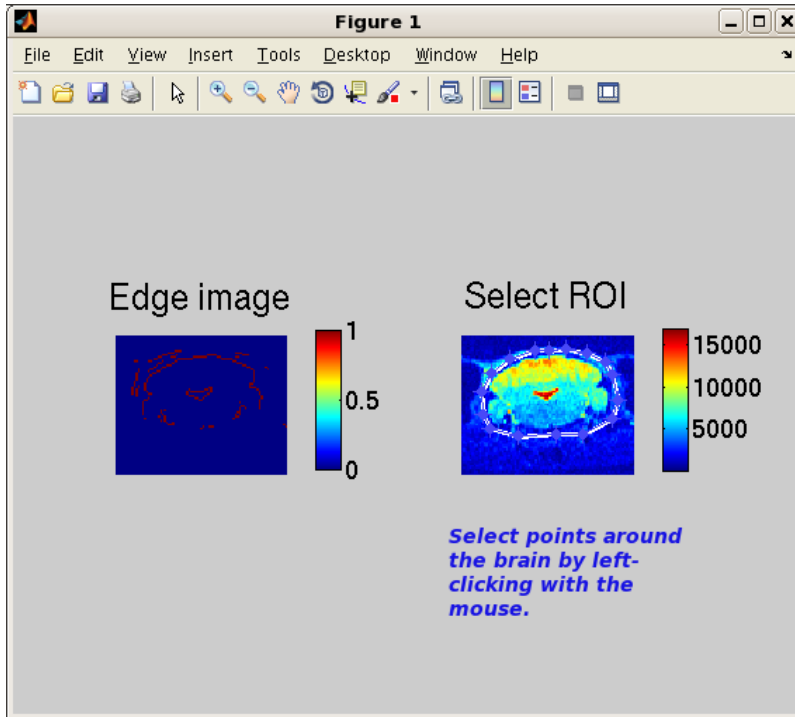 Figure 1
File Edit View Insert Tools Desktop Window Help
Edge image
1
0.5
0
Select ROI
15000
10000
5000
Select points around
the brain by left-
clicking with the
mouse.